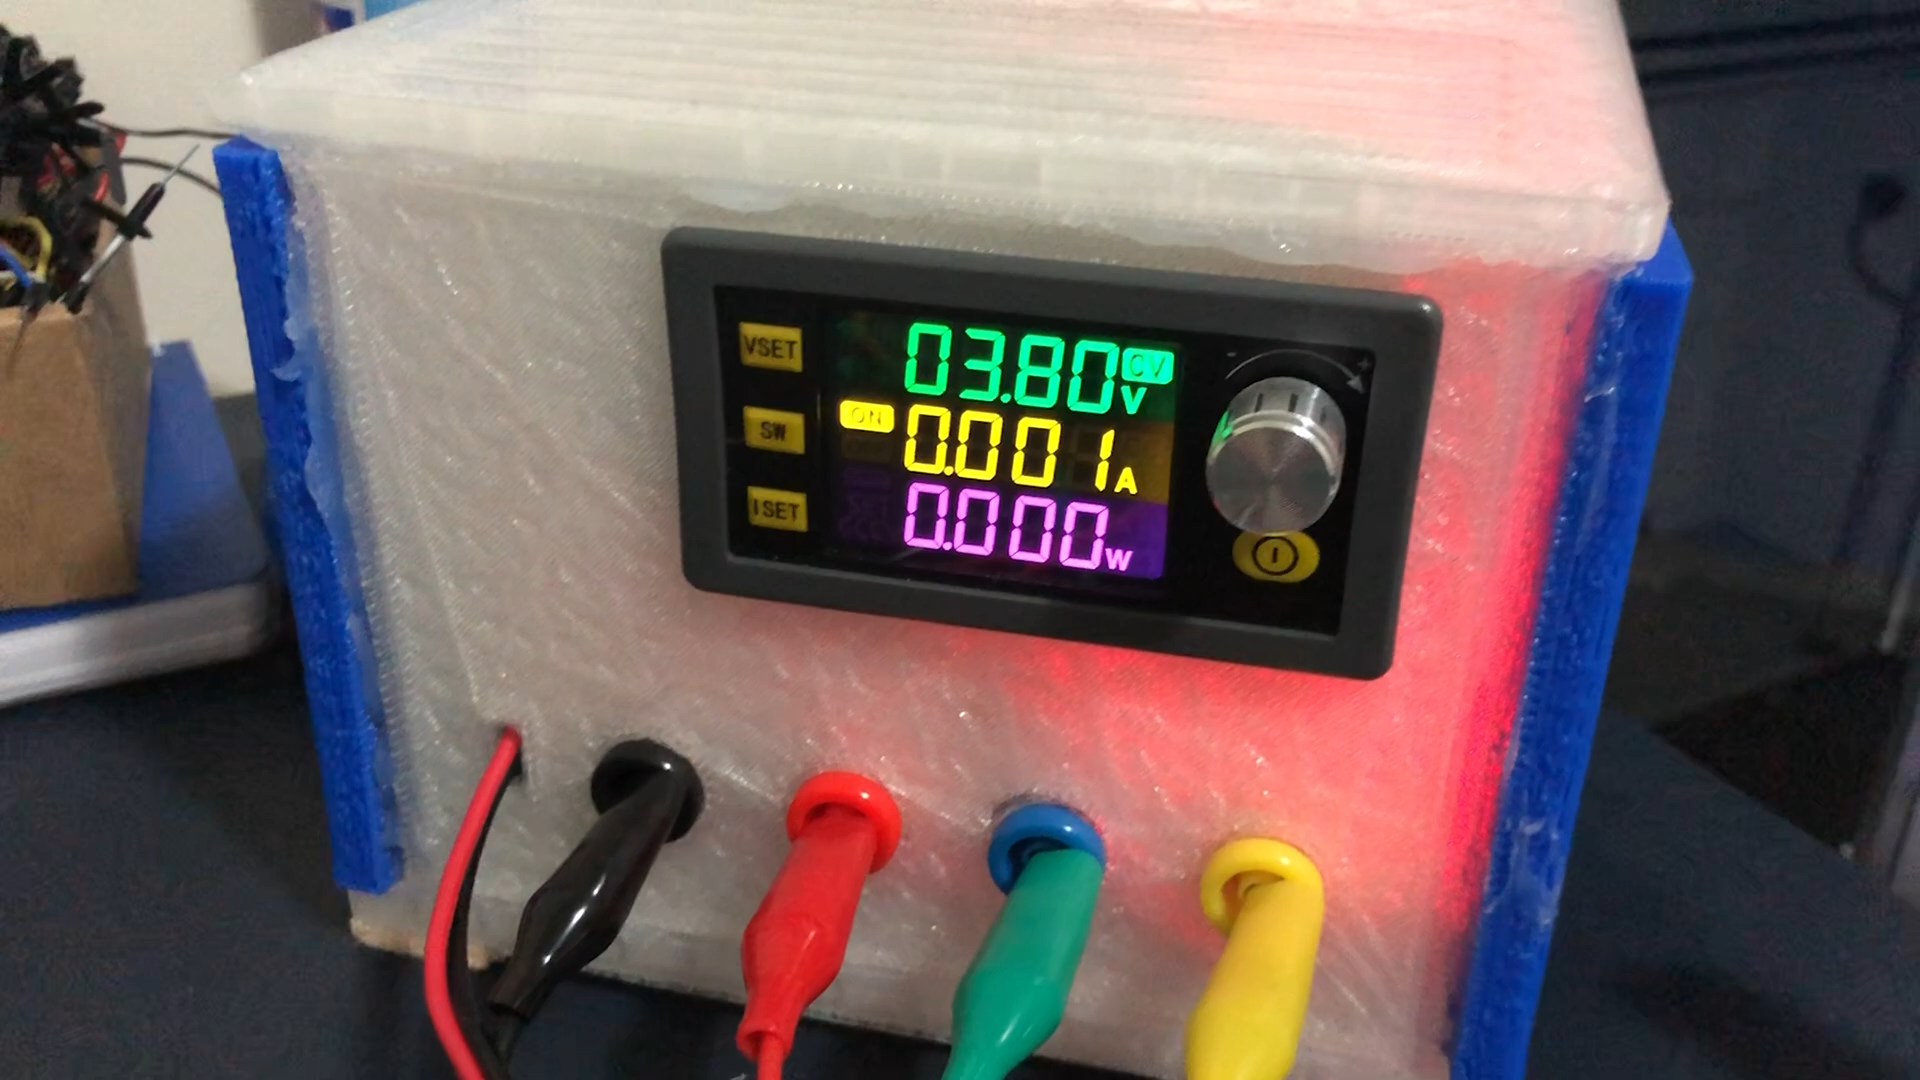 VSET
03.80 V CV
SW
ON
-0.001 A
ISET
0.000 W
- +